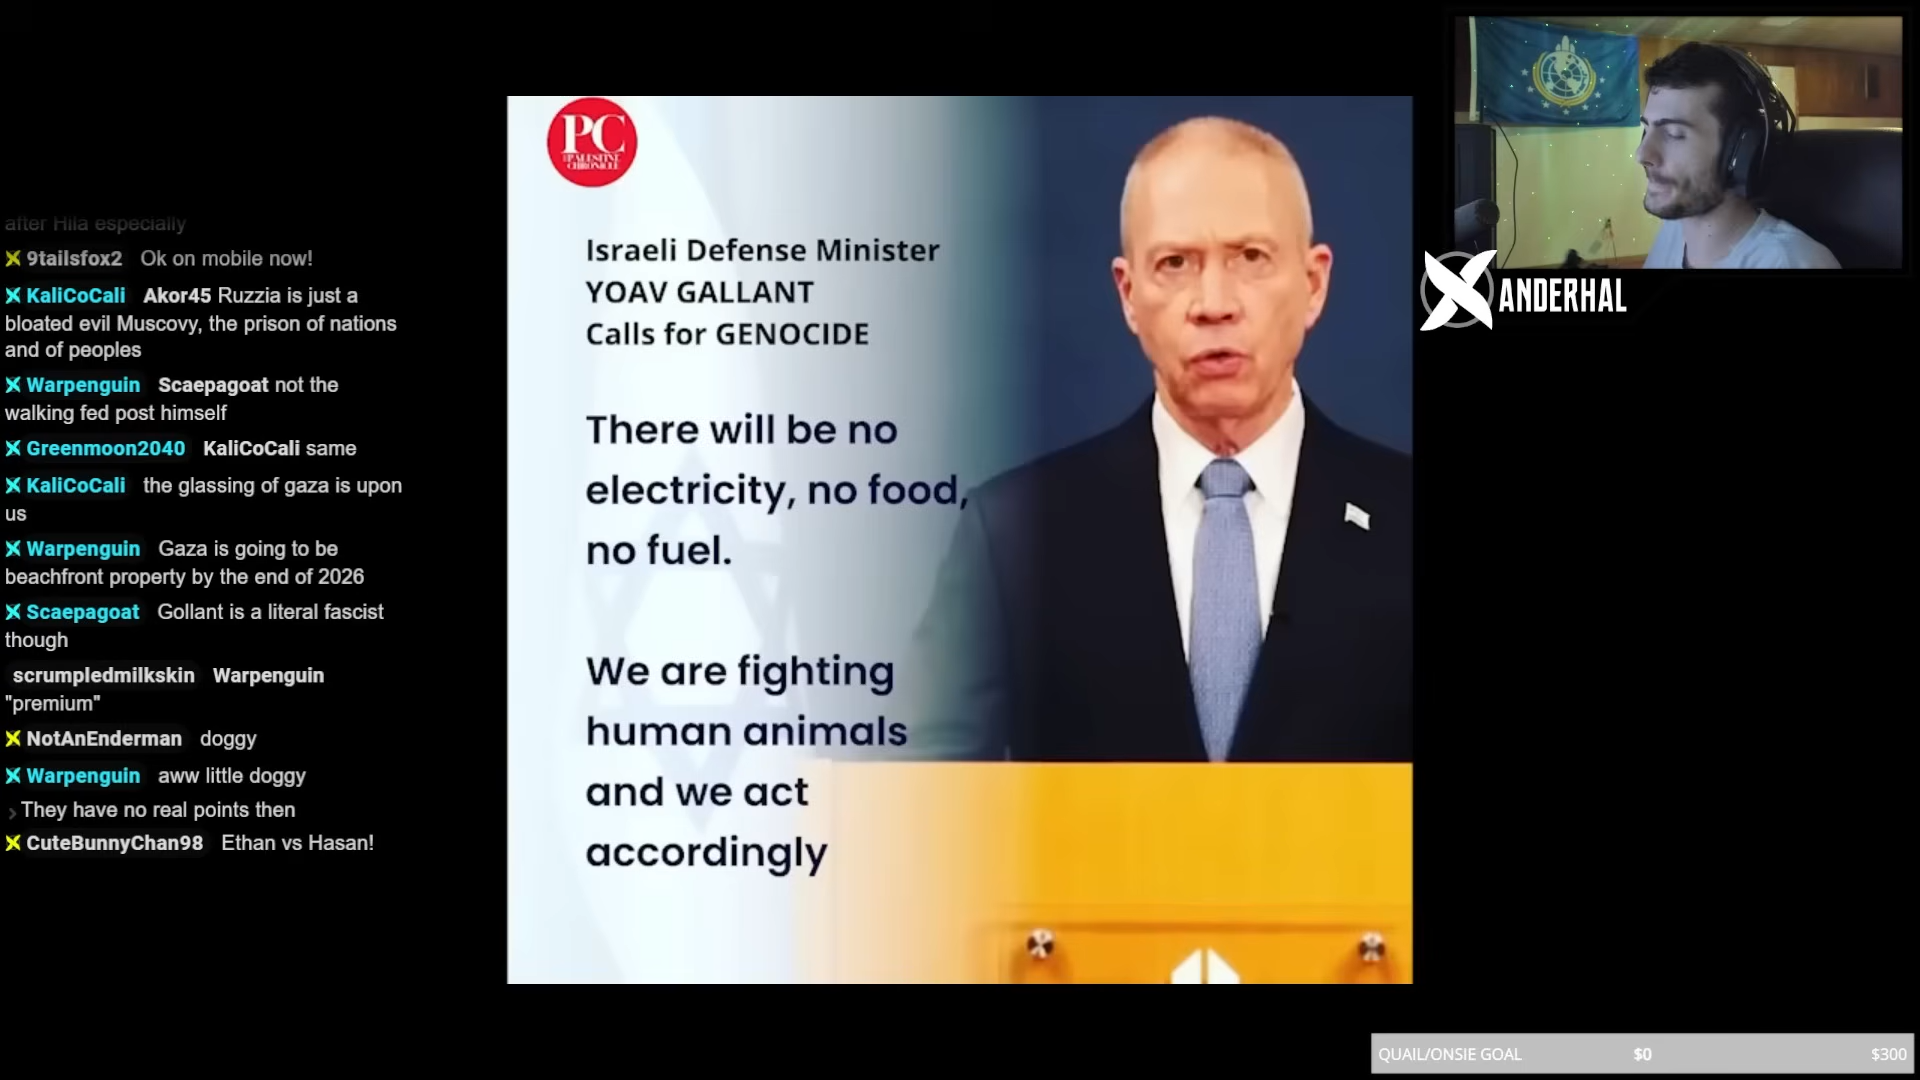 after Hila especially
9tailsfox2 Ok on mobile now!
KaliCoCali Akor45 Ruzzia is just a
bloated evil Muscovy, the prison of nations
and of peoples
Warpenguin Scaepagoat not the
walking fed post himself
Greenmoon2040 KaliCoCali same
KaliCoCali the glassing of gaza is upon
us
Warpenguin Gaza is going to be
beachfront property by the end of 2026
Scaepagoat Gollant is a literal fascist
though
scrumpledmilkskin Warpenguin
"premium"
NotAnEnderman doggy
Warpenguin aww little doggy
They have no real points then
CuteBunnyChan98 Ethan vs Hasan!
PC
THE PALESTINE
CHRONICLE
Israeli Defense Minister
YOAV GALLANT
Calls for GENOCIDE
There will be no
electricity, no food,
no fuel.
We are fighting
human animals
and we act
accordingly
XANDERHAL
QUAIL/ONSIE GOAL $0 $300